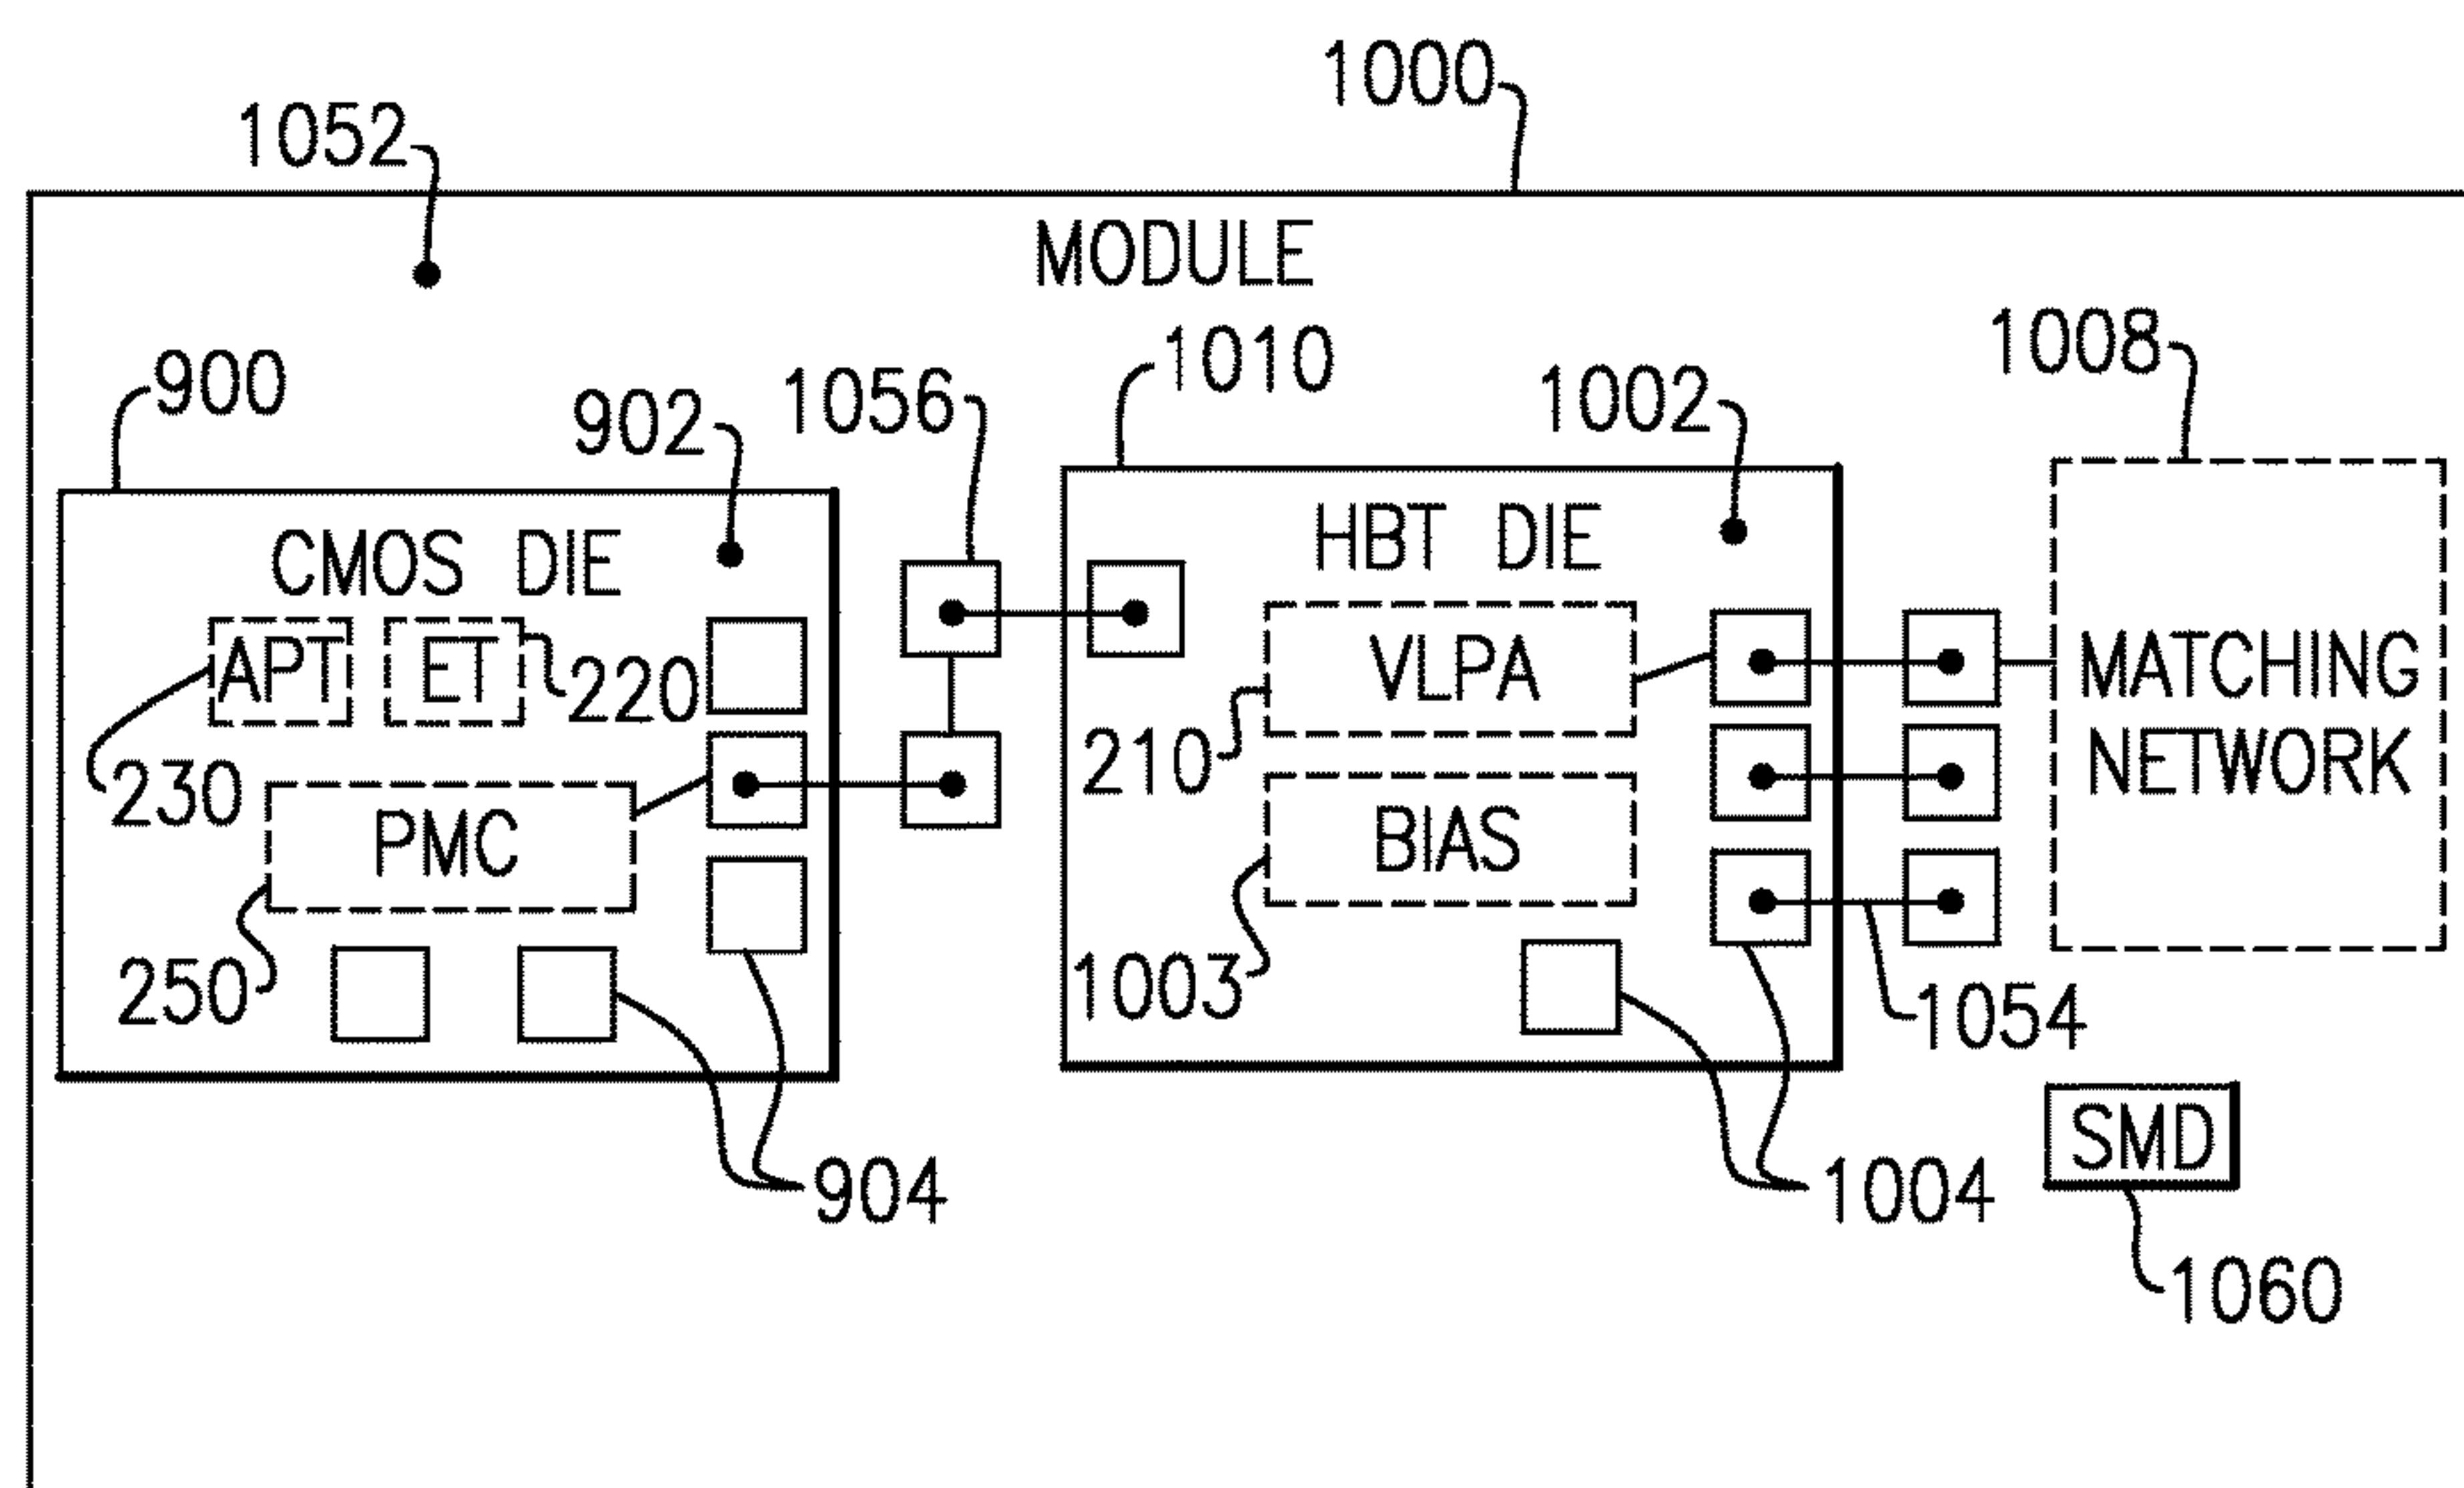 1000
1052
MODULE
1010
1008
900
902
1056
1002
CMOS DIE
HBT DIE
APT
ET
220
VLPA
MATCHING
NETWORK
230
210
PMC
BIAS
250
1003
1054
904
1004
SMD
1060